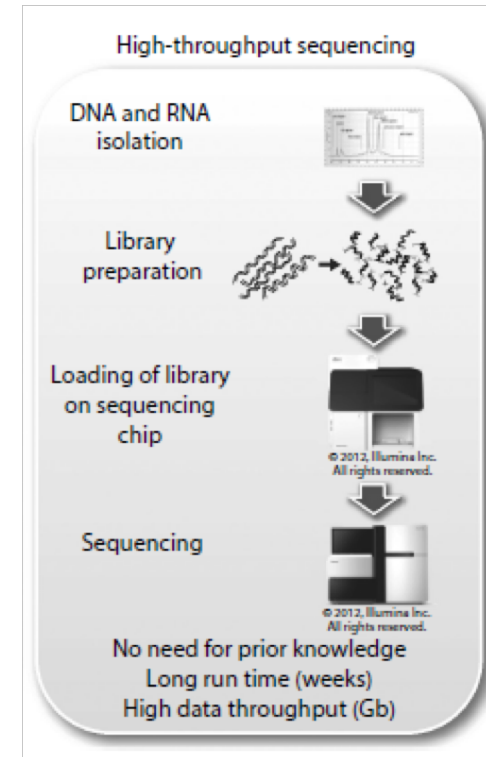 High-throughput sequencing
DNA and RNA
isolation
Library
preparation
Loading of library
on sequencing
chip
© 2012, Illumina Inc.
All rights reserved.
Sequencing
© 2012, Illumina Inc.
All rights reserved.
No need for prior knowledge
Long run time (weeks)
High data throughput (Gb)